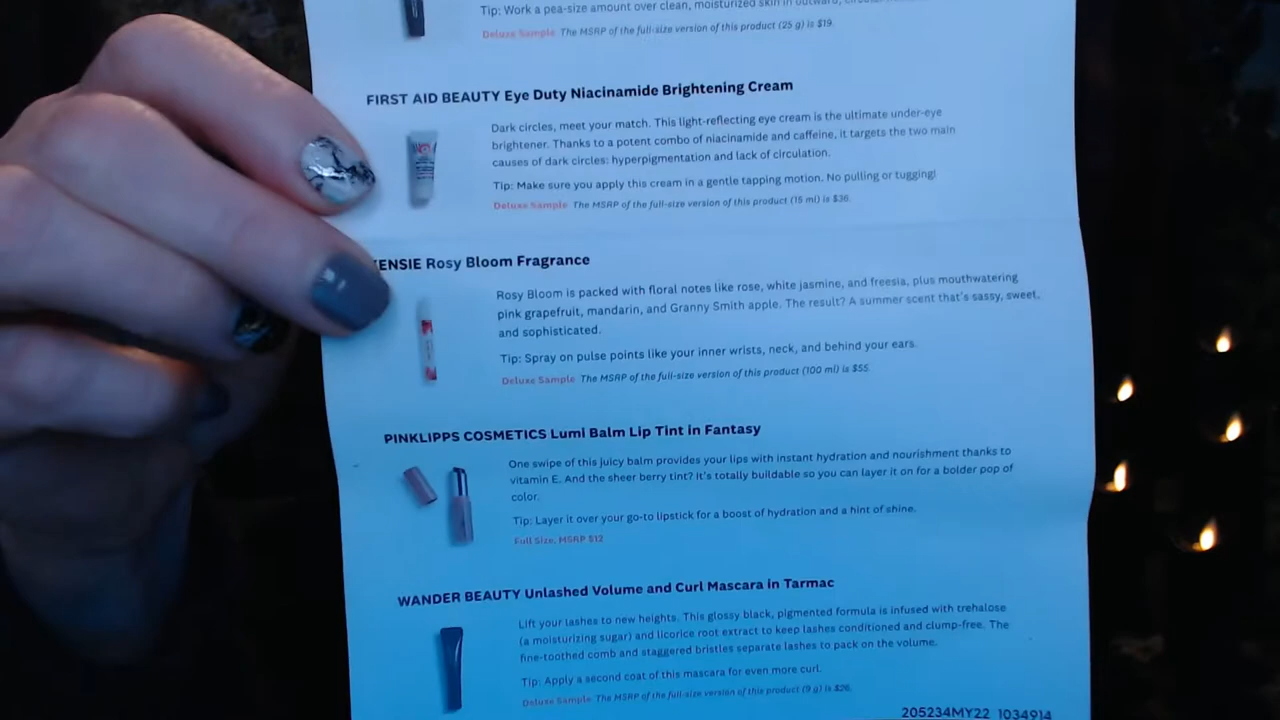 Tip: Work a pea-size amount over clean, moisturized skin in outward,
Deluxe Sample The MSRP of the full-size version of this product (25 g) is $19.
FIRST AID BEAUTY Eye Duty Niacinamide Brightening Cream
Dark circles, meet your match. This light-reflecting eye cream is the ultimate under-eye
brightener. Thanks to a potent combo of niacinamide and caffeine, it targets the two main
causes of dark circles: hyperpigmentation and lack of circulation.
Tip: Make sure you apply this cream in a gentle tapping motion. No pulling or tugging!
Deluxe Sample The MSRP of the full-size version of this product (15 ml) is $36.
ENSIE Rosy Bloom Fragrance
Rosy Bloom is packed with floral notes like rose, white jasmine, and freesia, plus mouthwatering
pink grapefruit, mandarin, and Granny Smith apple. The result? A summer scent that's sassy, sweet,
and sophisticated.
Tip: Spray on pulse points like your inner wrists, neck, and behind your ears.
Deluxe Sample The MSRP of the full-size version of this product (100 ml) is $55.
PINKLIPPS COSMETICS Lumi Balm Lip Tint in Fantasy
One swipe of this juicy balm provides your lips with instant hydration and nourishment thanks to
vitamin E. And the sheer berry tint? It's totally buildable so you can layer it on for a bolder pop of
color.
Tip: Layer it over your go-to lipstick for a boost of hydration and a hint of shine.
Full Size, MSRP $12
WANDER BEAUTY Unlashed Volume and Curl Mascara in Tarmac
Lift your lashes to new heights. This glossy black, pigmented formula is infused with trehalose
(a moisturizing sugar) and licorice root extract to keep lashes conditioned and clump-free. The
fine-toothed comb and staggered bristles separate lashes to pack on the volume.
Tip: Apply a second coat of this mascara for even more curl.
Deluxe Sample The MSRP of the full-size version of this product (9 g) is $26.
205234MY22_1034914